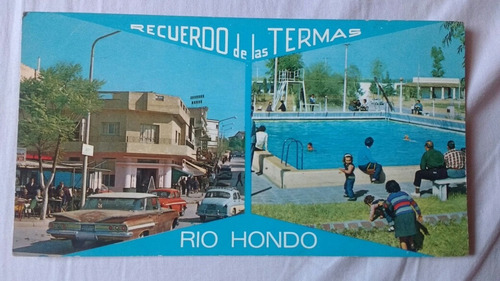 RECUERDO de las TERMAS
RIO HONDO